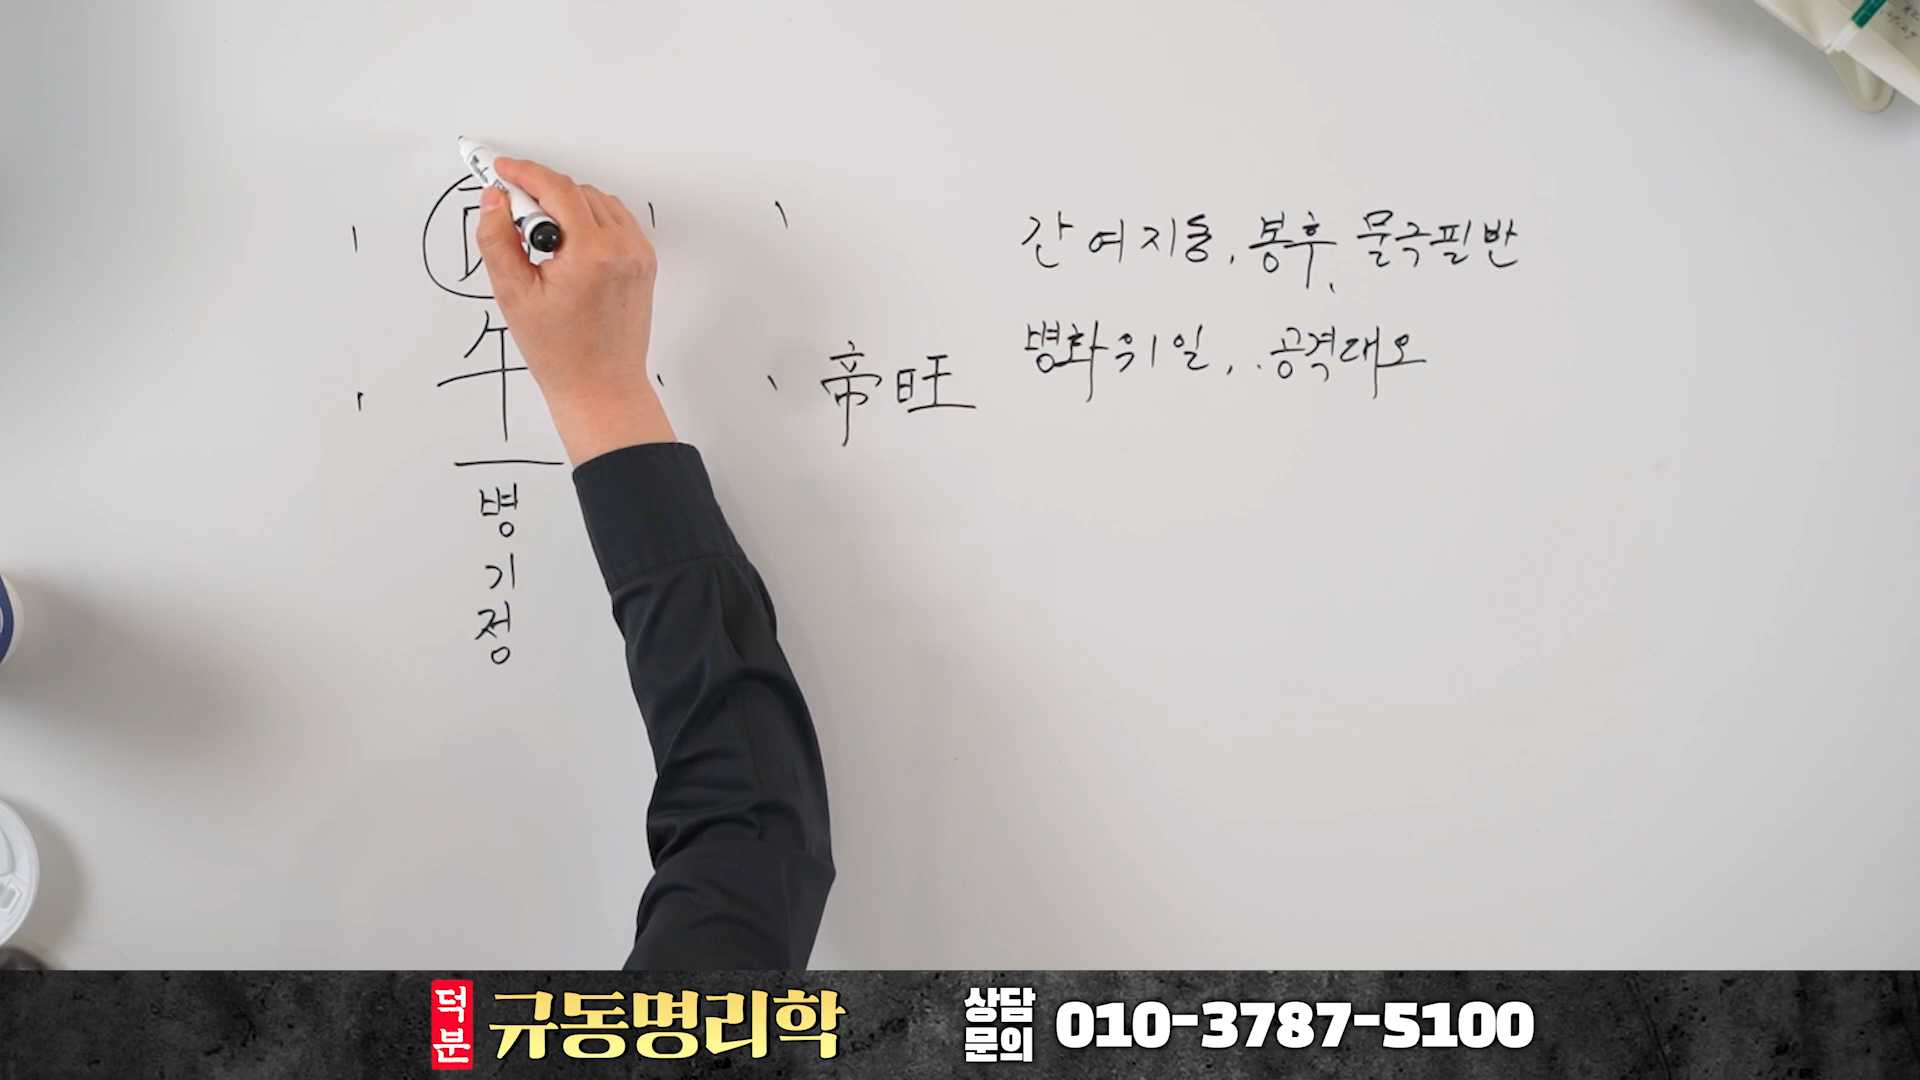 午
병
기
정
帝旺
간여지동, 봉후, 물극필반
병화위일, .공격대오
덕분 규동명리학
상담문의 010-3787-5100